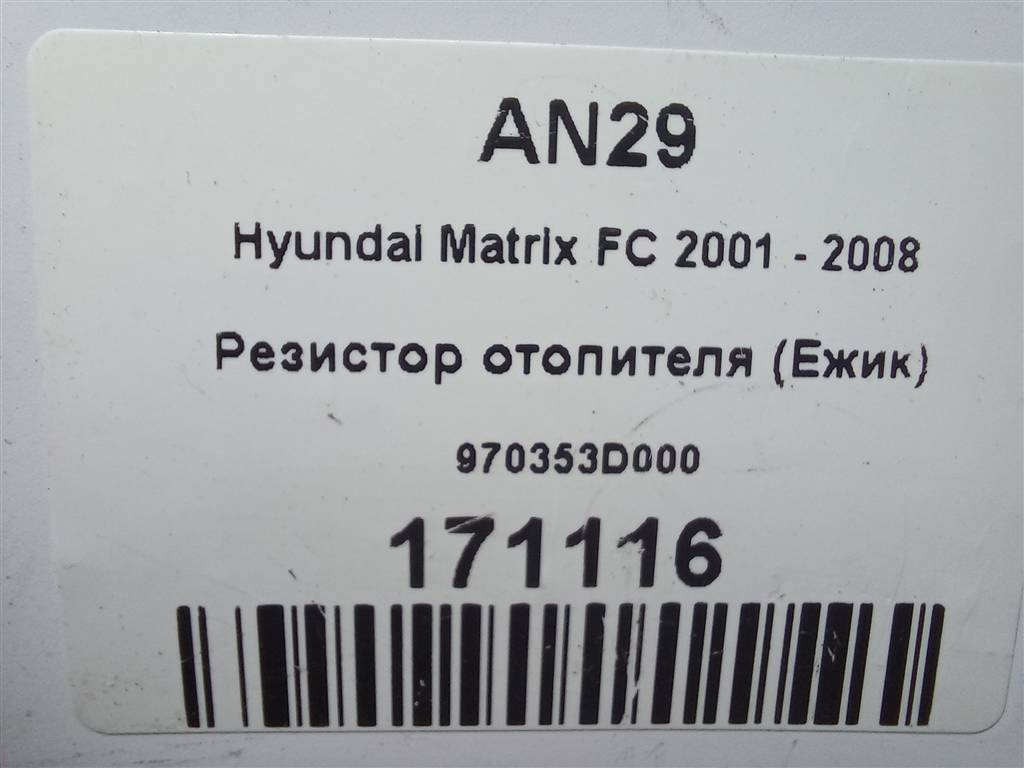 AN29
Hyundai Matrix FC 2001 - 2008
Резистор отопителя (Ежик)
970353D000
171116